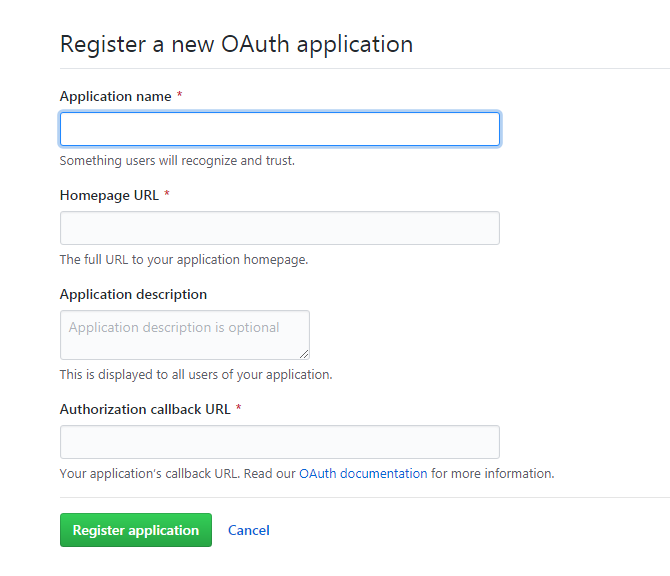 Register a new OAuth application
Application name *
Something users will recognize and trust.
Homepage URL *
The full URL to your application homepage.
Application description
Application description is optional
This is displayed to all users of your application.
Authorization callback URL *
Your application's callback URL. Read our OAuth documentation for more information.
Register application Cancel